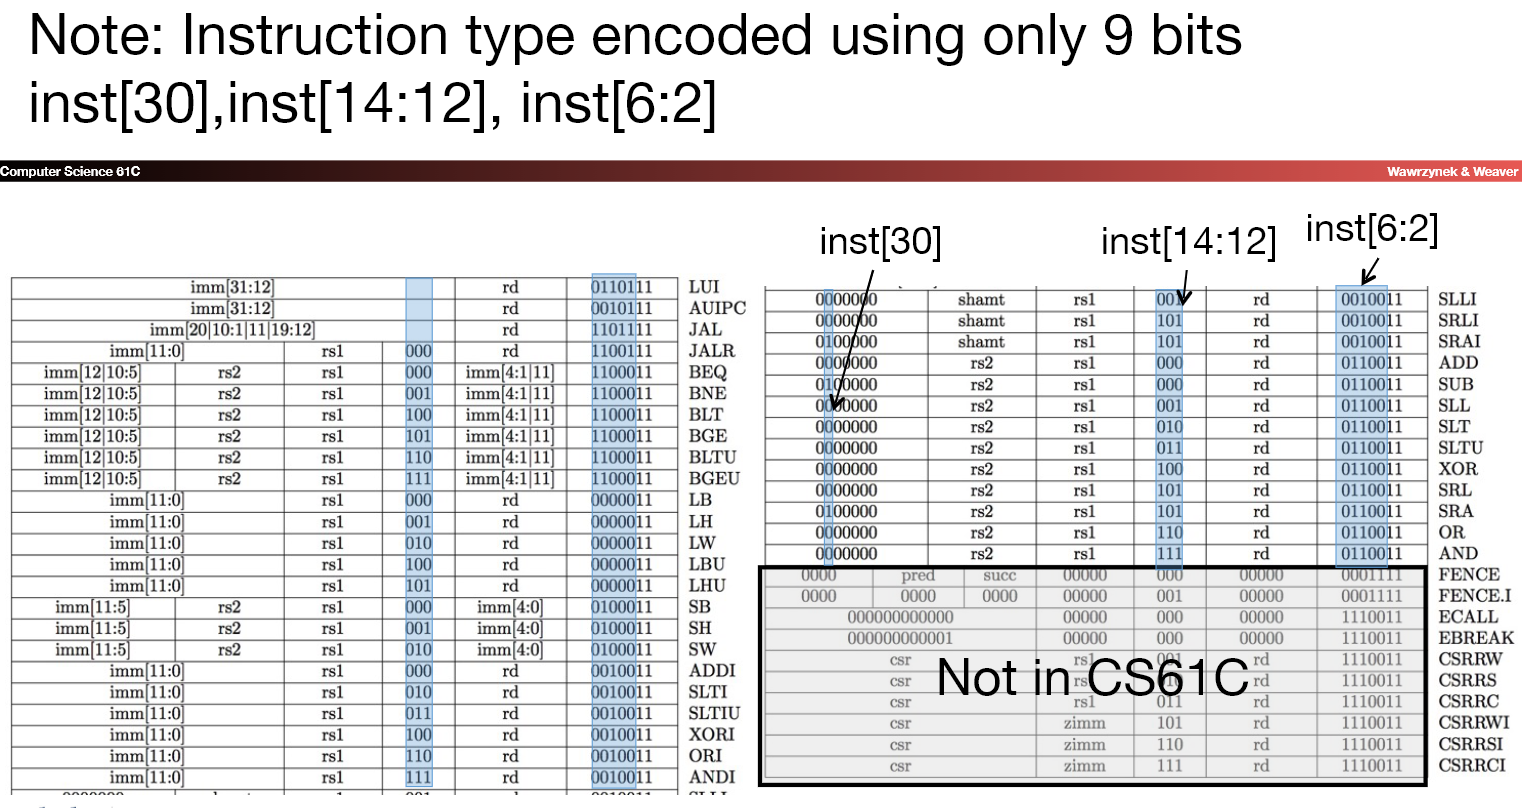 Note: Instruction type encoded using only 9 bits
inst[30],inst[14:12], inst[6:2]
Computer Science 61C
Wawrzynek & Weaver
imm[31:12] rd 0110111 LUI
imm[31:12] rd 0010111 AUIPC
imm[20|10:1|11|19:12] rd 1101111 JAL
imm[11:0] rs1 000 rd 1100111 JALR
imm[12|10:5] rs2 rs1 000 imm[4:1|11] 1100011 BEQ
imm[12|10:5] rs2 rs1 001 imm[4:1|11] 1100011 BNE
imm[12|10:5] rs2 rs1 100 imm[4:1|11] 1100011 BLT
imm[12|10:5] rs2 rs1 101 imm[4:1|11] 1100011 BGE
imm[12|10:5] rs2 rs1 110 imm[4:1|11] 1100011 BLTU
imm[12|10:5] rs2 rs1 111 imm[4:1|11] 1100011 BGEU
imm[11:0] rs1 000 rd 0000011 LB
imm[11:0] rs1 001 rd 0000011 LH
imm[11:0] rs1 010 rd 0000011 LW
imm[11:0] rs1 100 rd 0000011 LBU
imm[11:0] rs1 101 rd 0000011 LHU
imm[11:5] rs2 rs1 000 imm[4:0] 0100011 SB
imm[11:5] rs2 rs1 001 imm[4:0] 0100011 SH
imm[11:5] rs2 rs1 010 imm[4:0] 0100011 SW
imm[11:0] rs1 000 rd 0010011 ADDI
imm[11:0] rs1 010 rd 0010011 SLTI
imm[11:0] rs1 011 rd 0010011 SLTIU
imm[11:0] rs1 100 rd 0010011 XORI
imm[11:0] rs1 110 rd 0010011 ORI
imm[11:0] rs1 111 rd 0010011 ANDI
inst[30] inst[14:12] inst[6:2]
0000000 shamt rs1 001 rd 0010011 SLLI
0000000 shamt rs1 101 rd 0010011 SRLI
0100000 shamt rs1 101 rd 0010011 SRAI
0000000 rs2 rs1 000 rd 0110011 ADD
0100000 rs2 rs1 000 rd 0110011 SUB
0000000 rs2 rs1 001 rd 0110011 SLL
0000000 rs2 rs1 010 rd 0110011 SLT
0000000 rs2 rs1 011 rd 0110011 SLTU
0000000 rs2 rs1 100 rd 0110011 XOR
0000000 rs2 rs1 101 rd 0110011 SRL
0100000 rs2 rs1 101 rd 0110011 SRA
0000000 rs2 rs1 110 rd 0110011 OR
0000000 rs2 rs1 111 rd 0110011 AND
0000 pred succ 00000 000 00000 0001111 FENCE
0000 0000 0000 00000 001 00000 0001111 FENCE.I
000000000000 00000 000 00000 1110011 ECALL
000000000001 00000 000 00000 1110011 EBREAK
csr rs1 001 rd 1110011 CSRRW
Not in CS61C
csr rs1 010 rd 1110011 CSRRS
csr rs1 011 rd 1110011 CSRRC
csr zimm 101 rd 1110011 CSRRWI
csr zimm 110 rd 1110011 CSRRSI
csr zimm 111 rd 1110011 CSRRCI